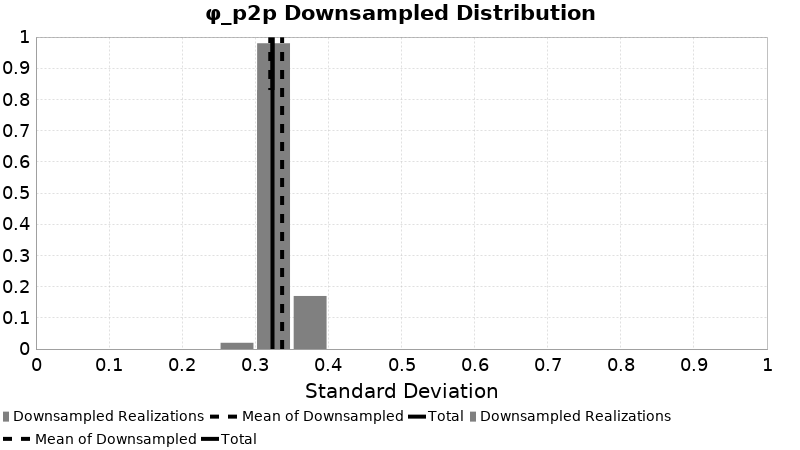 φ_p2p Downsampled Distribution
1
0.9
0.8
0.7
0.6
0.5
0.4
0.3
0.2
0.1
0
0 0.1 0.2 0.3 0.4 0.5 0.6 0.7 0.8 0.9 1
Standard Deviation
Downsampled Realizations Mean of Downsampled Total Downsampled Realizations
Mean of Downsampled Total